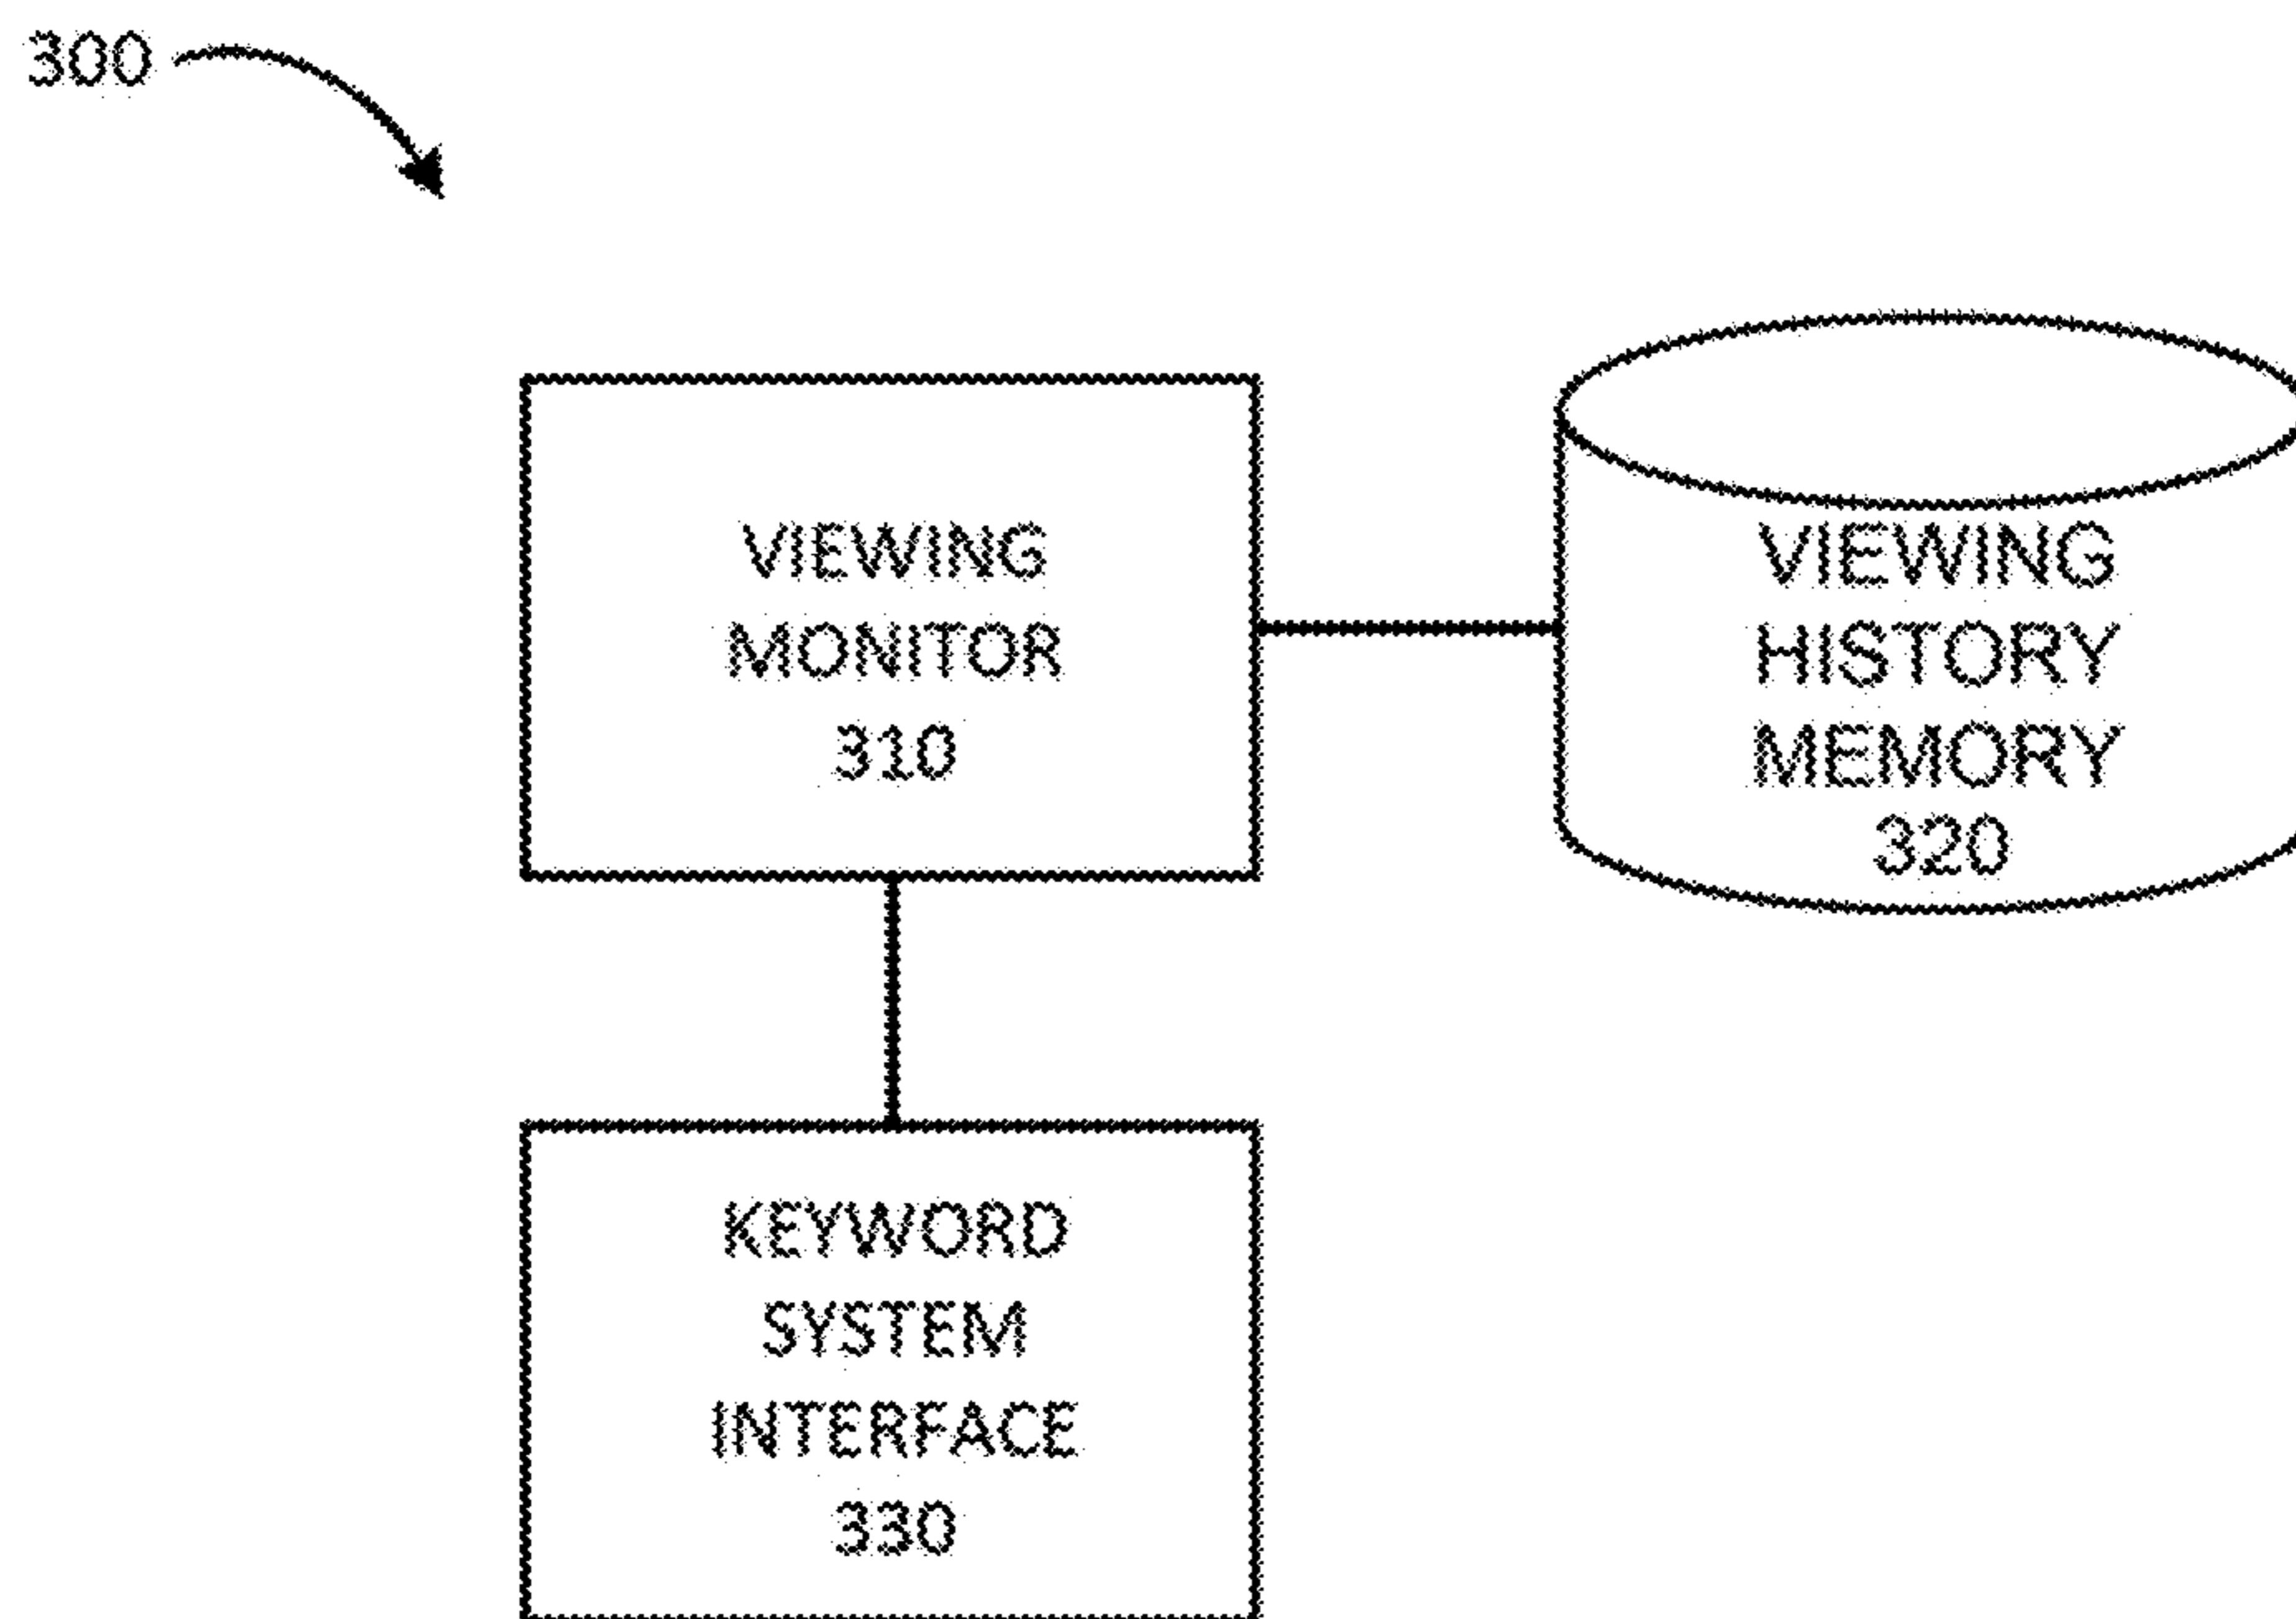 300
VIEWING
MONITOR
310
VIEWING
HISTORY
MEMORY
320
KEYWORD
SYSTEM
INTERFACE
330